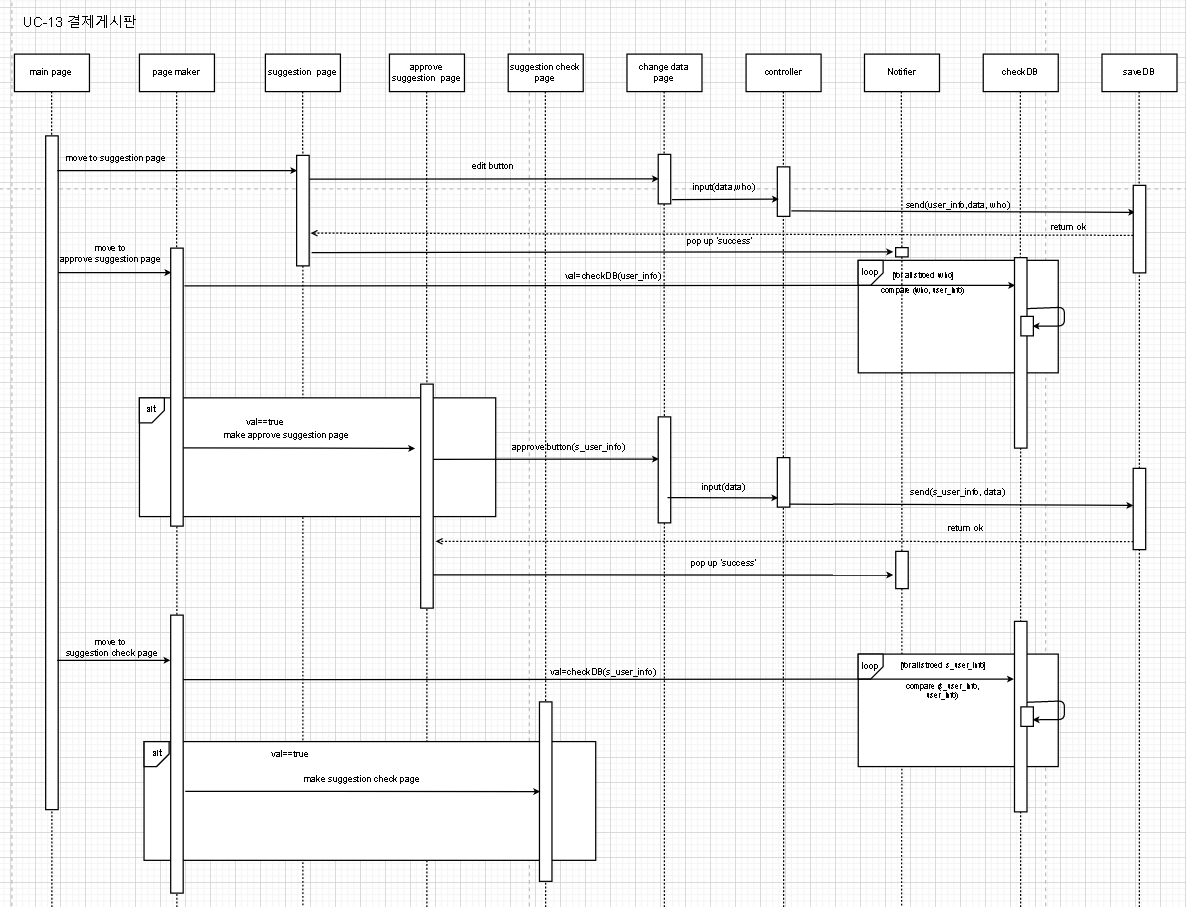 UC-13 결제게시판
main page
page maker
suggestion page
approve
suggestion page
suggestion check
page
change data
page
controller
Notifier
checkDB
saveDB
move to suggestion page
edit button
input(data,who)
send(user_info,data, who)
return ok
pop up 'success'
move to
approve suggestion page
val=checkDB(user_info)
loop
[for all stroed who]
compare (who, user_info)
alt
val==true
make approve suggestion page
approve button(s_user_info)
input(data)
send(s_user_info, data)
return ok
pop up 'success'
move to
suggestion check page
val=checkDB(s_user_info)
loop
[for all stroed s_user_info]
compare (s_user_info,
user_info)
alt
val==true
make suggestion check page